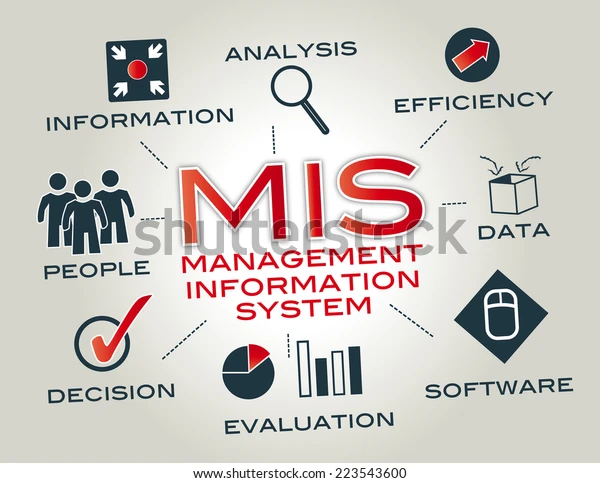 ANALYSIS
INFORMATION
EFFICIENCY
MIS
MANAGEMENT
INFORMATION
SYSTEM
PEOPLE
DATA
DECISION
EVALUATION
SOFTWARE
www.shutterstock.com · 223543600